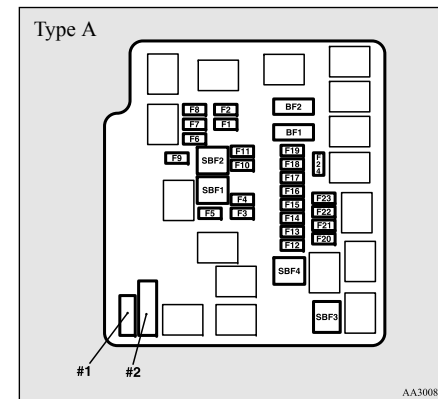 Type A
F8 F2
F7 F1
F6
F9
SBF2
F11
F10
SBF1
F4
F5 F3
BF2
BF1
F19
F18
F17
F16
F15
F14
F13
F12
F24
F23
F22
F21
F20
SBF4
SBF3
#1 #2
AA3008